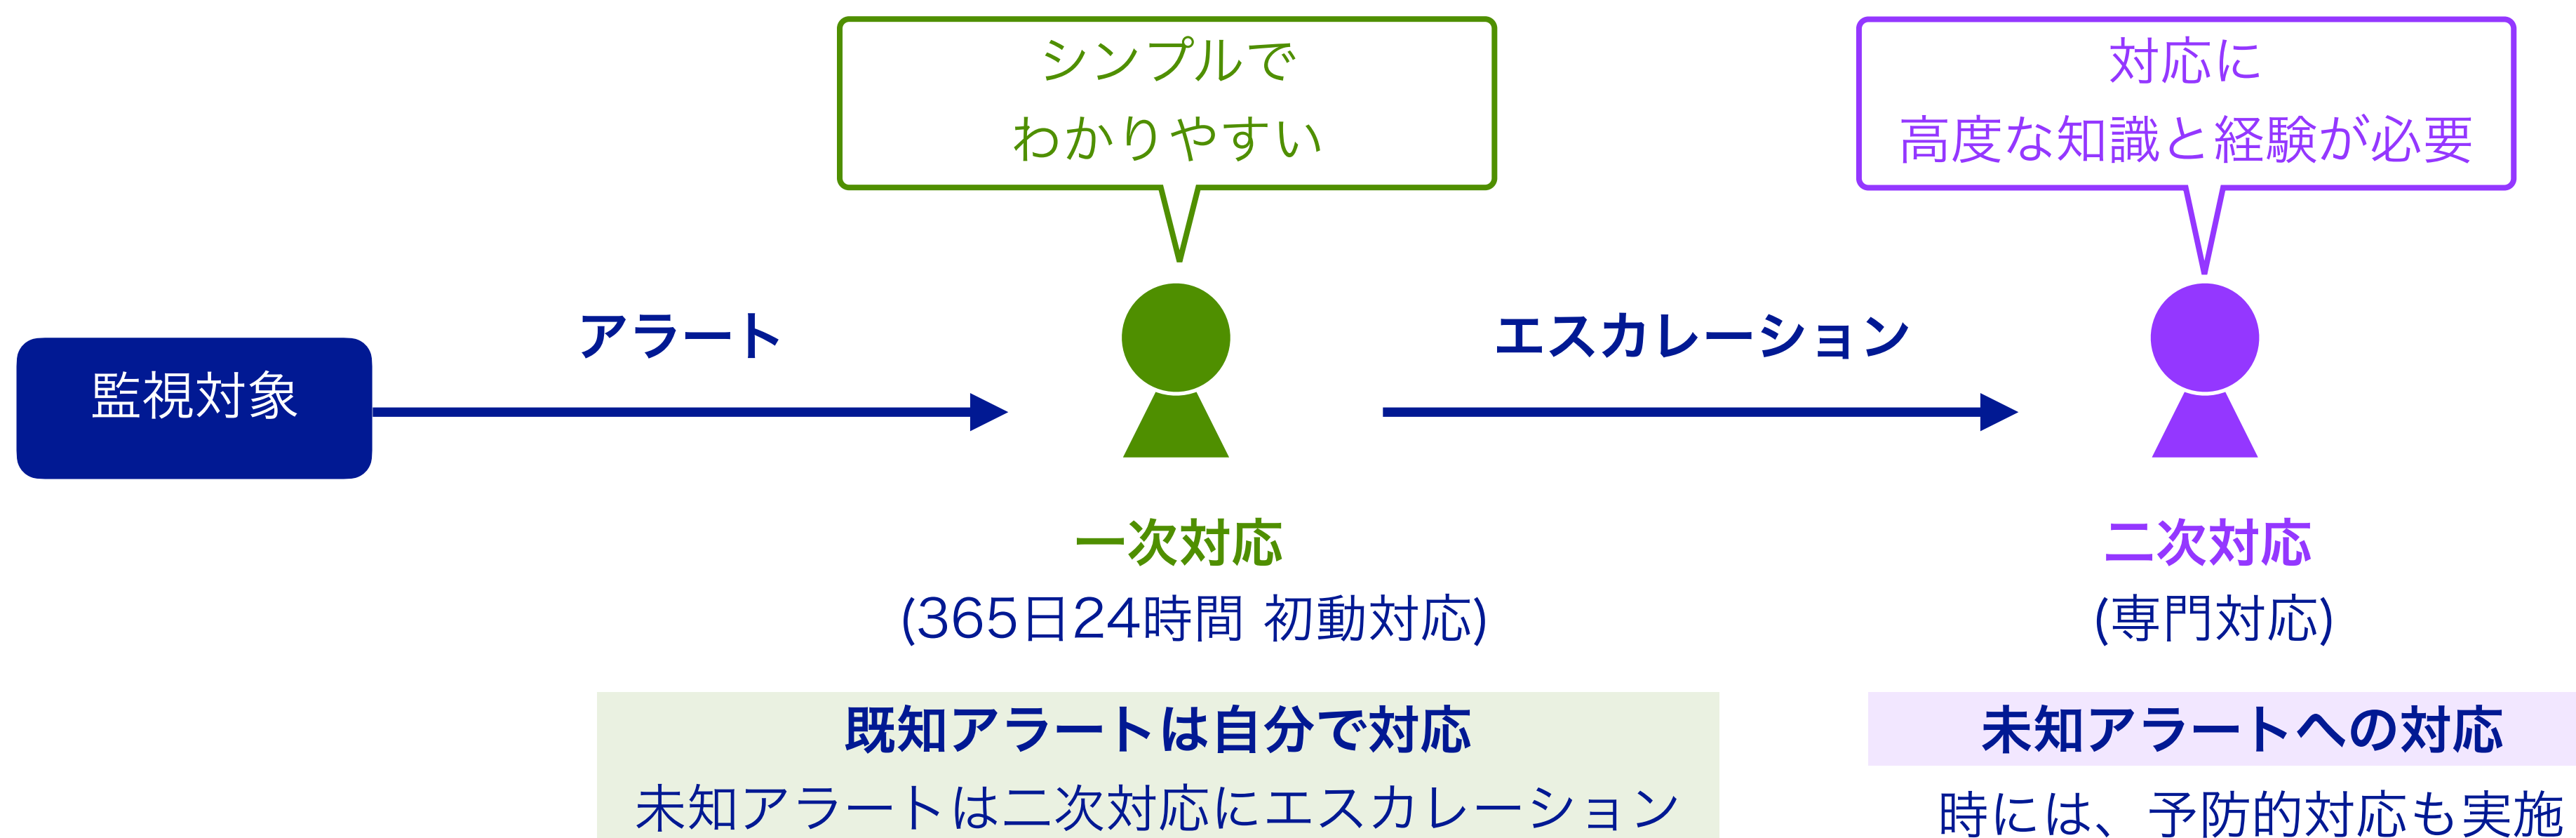 シンプルで
わかりやすい
対応に
高度な知識と経験が必要
アラート
エスカレーション
監視対象
一次対応
(365日24時間 初動対応)
二次対応
(専門対応)
既知アラートは自分で対応
未知アラートは二次対応にエスカレーション
未知アラートへの対応
時には、予防的対応も実施